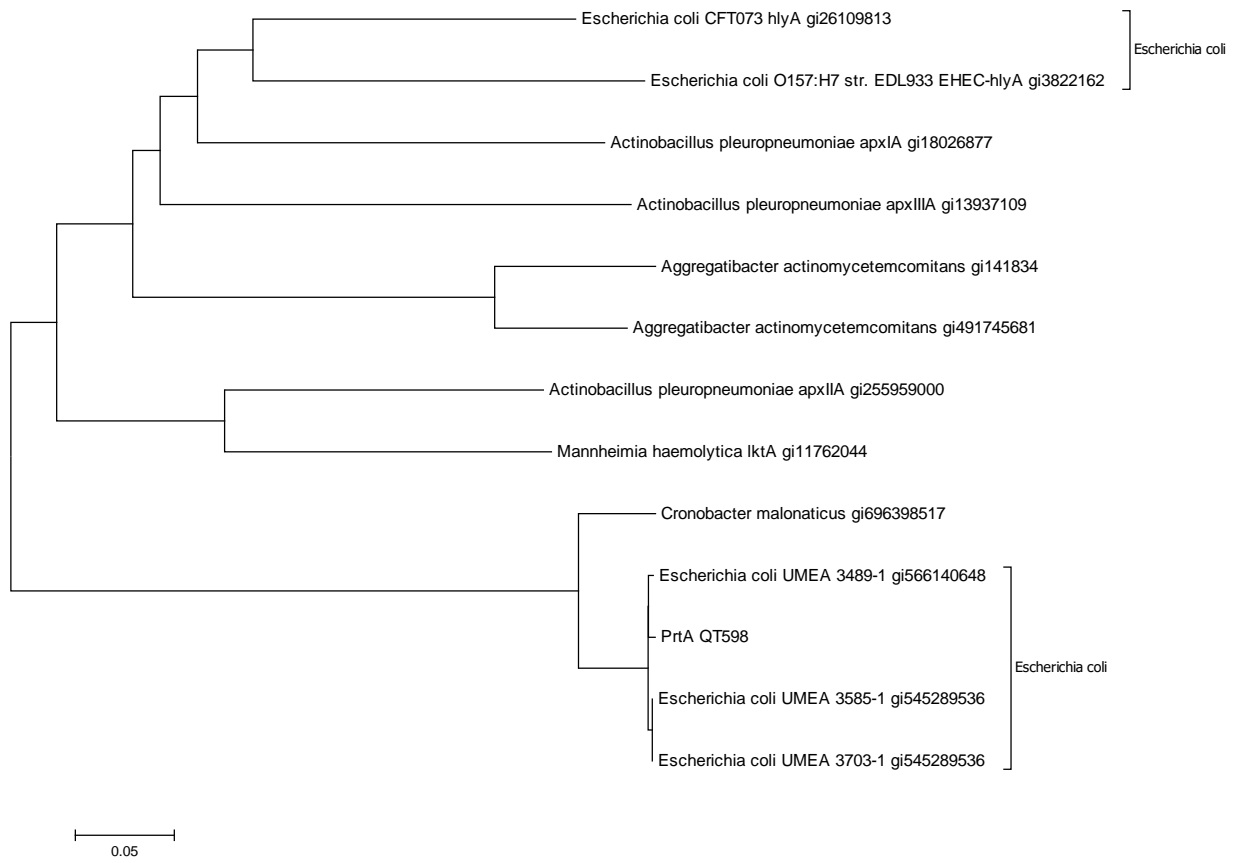 Escherichia coli CFT073 hlyA gi26109813
Escherichia coli
Escherichia coli O157:H7 str. EDL933 EHEC-hlyA gi3822162
Actinobacillus pleuropneumoniae apxIA gi18026877
Actinobacillus pleuropneumoniae apxIIIA gi13937109
Aggregatibacter actinomycetemcomitans gi141834
Aggregatibacter actinomycetemcomitans gi491745681
Actinobacillus pleuropneumoniae apxIIA gi255959000
Mannheimia haemolytica lktA gi11762044
Cronobacter malonaticus gi696398517
Escherichia coli UMEA 3489-1 gi566140648
PrtA QT598
Escherichia coli
Escherichia coli UMEA 3585-1 gi545289536
Escherichia coli UMEA 3703-1 gi545289536
0.05